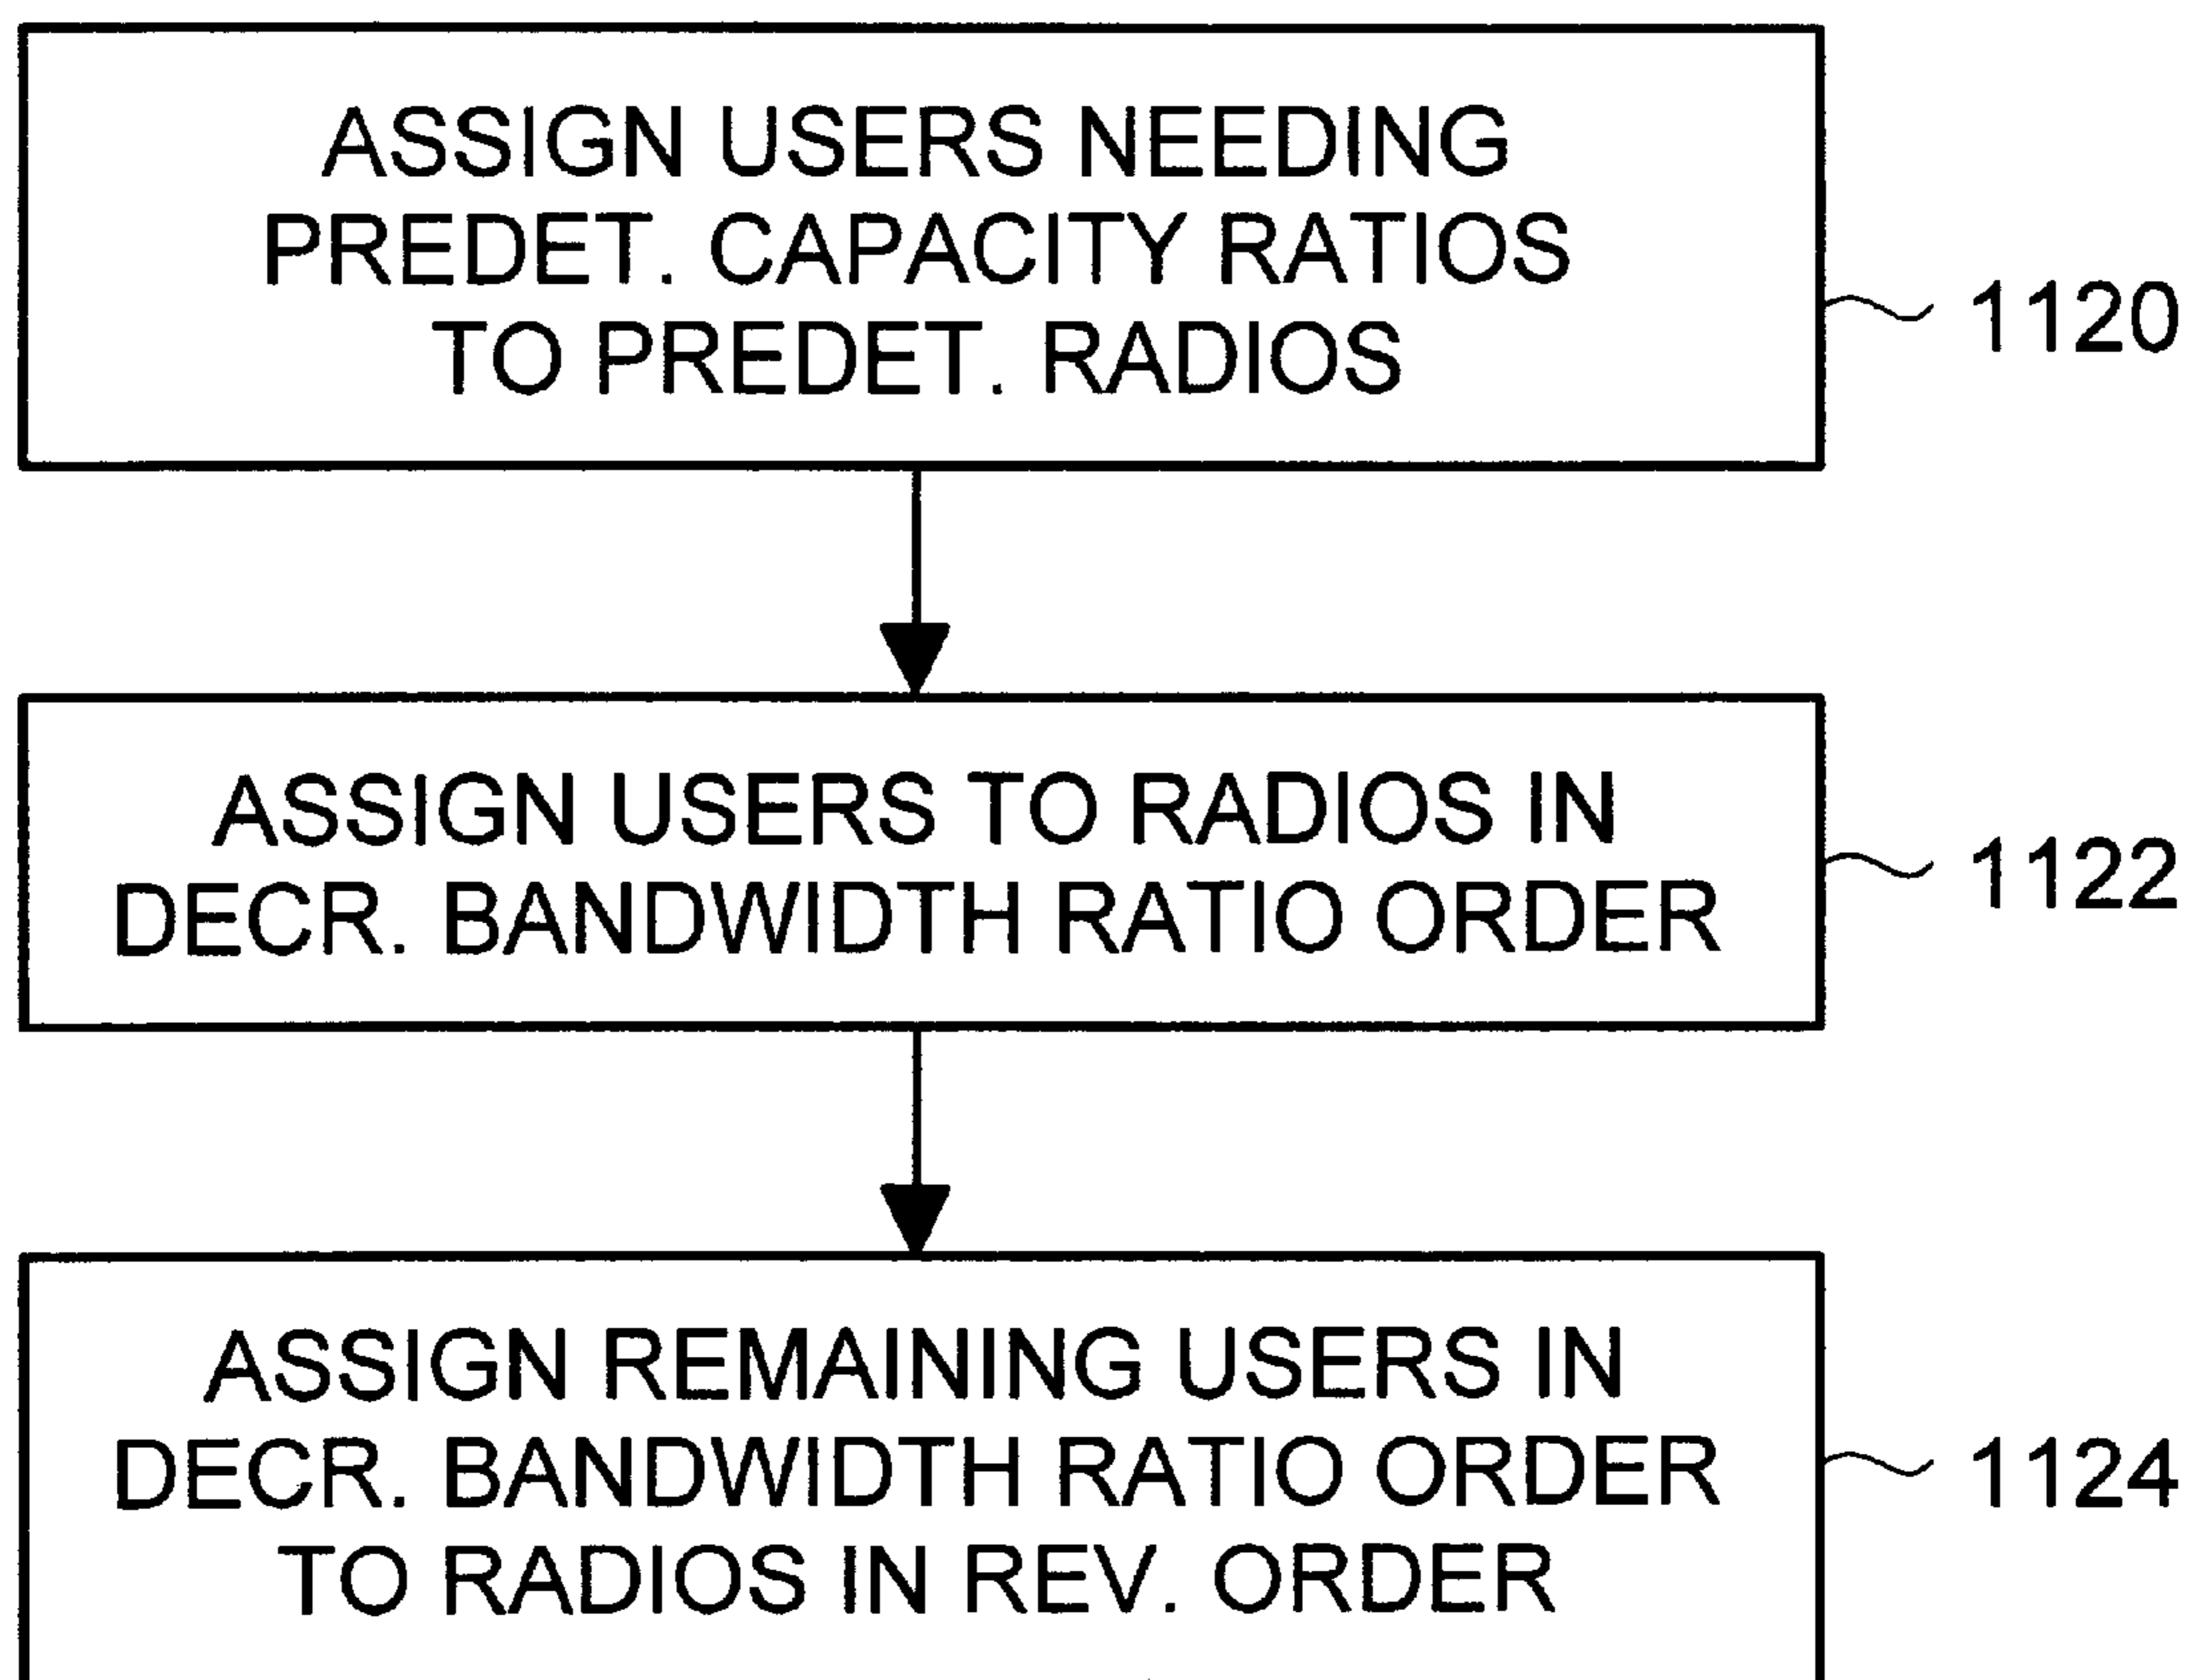 ASSIGN USERS NEEDING
PREDET. CAPACITY RATIOS
TO PREDET. RADIOS
1120
ASSIGN USERS TO RADIOS IN
DECR. BANDWIDTH RATIO ORDER
1122
ASSIGN REMAINING USERS IN
DECR. BANDWIDTH RATIO ORDER
TO RADIOS IN REV. ORDER
1124